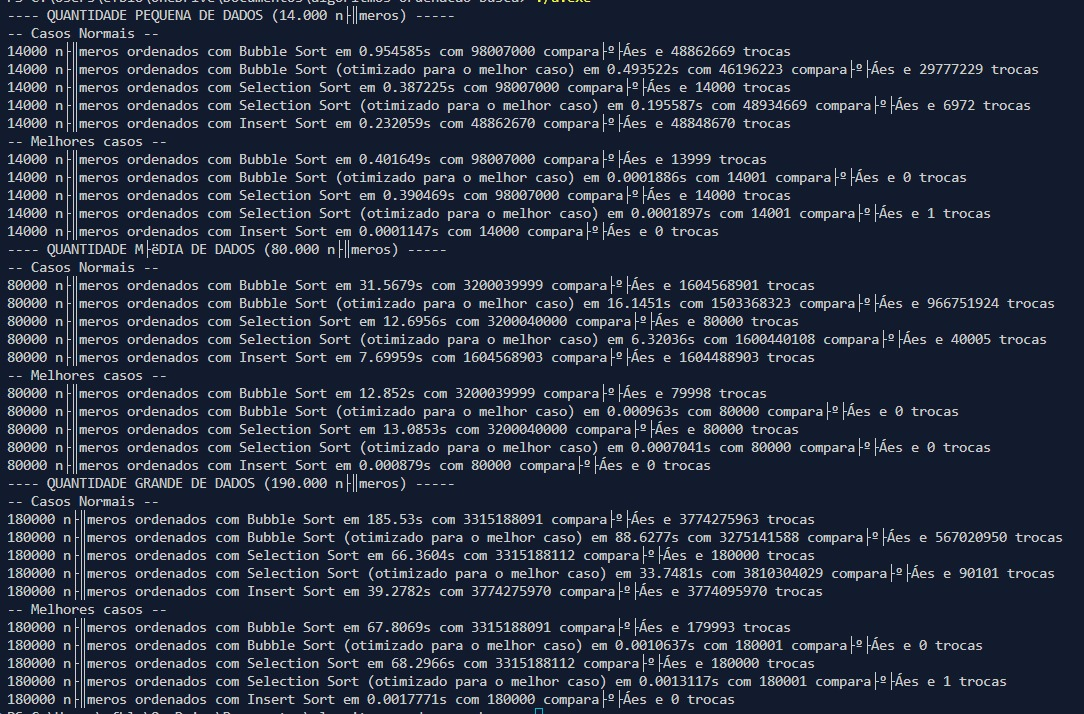 ---- QUANTIDADE PEQUENA DE DADOS (14.000 n├║meros) -----
-- Casos Normais --
14000 n├║meros ordenados com Bubble Sort em 0.954585s com 98007000 compara├º├Áes e 48862669 trocas
14000 n├║meros ordenados com Bubble Sort (otimizado para o melhor caso) em 0.493522s com 46196223 compara├º├Áes e 29777229 trocas
14000 n├║meros ordenados com Selection Sort em 0.387225s com 98007000 compara├º├Áes e 14000 trocas
14000 n├║meros ordenados com Selection Sort (otimizado para o melhor caso) em 0.195587s com 48934669 compara├º├Áes e 6972 trocas
14000 n├║meros ordenados com Insert Sort em 0.232059s com 48862670 compara├º├Áes e 48848670 trocas
-- Melhores casos --
14000 n├║meros ordenados com Bubble Sort em 0.401649s com 98007000 compara├º├Áes e 13999 trocas
14000 n├║meros ordenados com Bubble Sort (otimizado para o melhor caso) em 0.0001886s com 14001 compara├º├Áes e 0 trocas
14000 n├║meros ordenados com Selection Sort em 0.390469s com 98007000 compara├º├Áes e 14000 trocas
14000 n├║meros ordenados com Selection Sort (otimizado para o melhor caso) em 0.0001897s com 14001 compara├º├Áes e 1 trocas
14000 n├║meros ordenados com Insert Sort em 0.0001147s com 14000 compara├º├Áes e 0 trocas
---- QUANTIDADE M├ëDIA DE DADOS (80.000 n├║meros) -----
-- Casos Normais --
80000 n├║meros ordenados com Bubble Sort em 31.5679s com 3200039999 compara├º├Áes e 1604568901 trocas
80000 n├║meros ordenados com Bubble Sort (otimizado para o melhor caso) em 16.1451s com 1503368323 compara├º├Áes e 966751924 trocas
80000 n├║meros ordenados com Selection Sort em 12.6956s com 3200040000 compara├º├Áes e 80000 trocas
80000 n├║meros ordenados com Selection Sort (otimizado para o melhor caso) em 6.32036s com 1600440108 compara├º├Áes e 40005 trocas
80000 n├║meros ordenados com Insert Sort em 7.69959s com 1604568903 compara├º├Áes e 1604488903 trocas
-- Melhores casos --
80000 n├║meros ordenados com Bubble Sort em 12.852s com 3200039999 compara├º├Áes e 79998 trocas
80000 n├║meros ordenados com Bubble Sort (otimizado para o melhor caso) em 0.000963s com 80000 compara├º├Áes e 0 trocas
80000 n├║meros ordenados com Selection Sort em 13.0853s com 3200040000 compara├º├Áes e 80000 trocas
80000 n├║meros ordenados com Selection Sort (otimizado para o melhor caso) em 0.0007041s com 80000 compara├º├Áes e 0 trocas
80000 n├║meros ordenados com Insert Sort em 0.000879s com 80000 compara├º├Áes e 0 trocas
---- QUANTIDADE GRANDE DE DADOS (190.000 n├║meros) -----
-- Casos Normais --
180000 n├║meros ordenados com Bubble Sort em 185.53s com 3315188091 compara├º├Áes e 3774275963 trocas
180000 n├║meros ordenados com Bubble Sort (otimizado para o melhor caso) em 88.6277s com 3275141588 compara├º├Áes e 567020950 trocas
180000 n├║meros ordenados com Selection Sort em 66.3604s com 3315188112 compara├º├Áes e 180000 trocas
180000 n├║meros ordenados com Selection Sort (otimizado para o melhor caso) em 33.7481s com 3810304029 compara├º├Áes e 90101 trocas
180000 n├║meros ordenados com Insert Sort em 39.2782s com 3774275970 compara├º├Áes e 3774095970 trocas
-- Melhores casos --
180000 n├║meros ordenados com Bubble Sort em 67.8069s com 3315188091 compara├º├Áes e 179993 trocas
180000 n├║meros ordenados com Bubble Sort (otimizado para o melhor caso) em 0.0010637s com 180001 compara├º├Áes e 0 trocas
180000 n├║meros ordenados com Selection Sort em 68.2966s com 3315188112 compara├º├Áes e 180000 trocas
180000 n├║meros ordenados com Selection Sort (otimizado para o melhor caso) em 0.0013117s com 180001 compara├º├Áes e 1 trocas
180000 n├║meros ordenados com Insert Sort em 0.0017771s com 180000 compara├º├Áes e 0 trocas